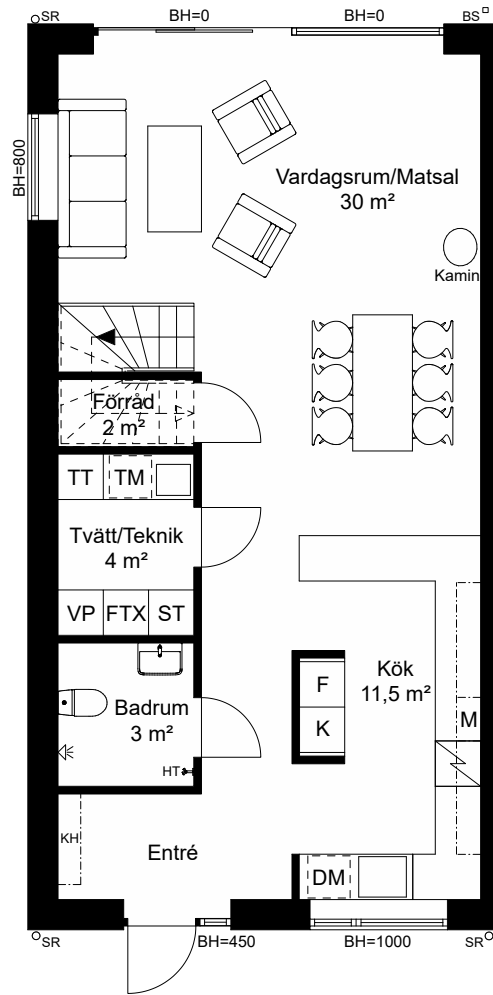 SR
BH=0
BH=0
BS
BH=800
Vardagsrum/Matsal
30 m²
Kamin
Förråd
2 m²
TT
TM
Tvätt/Teknik
4 m²
VP
FTX
ST
Kök
11,5 m²
F
K
M
Badrum
3 m²
HT
KH
Entré
DM
SR
BH=450
BH=1000
SR